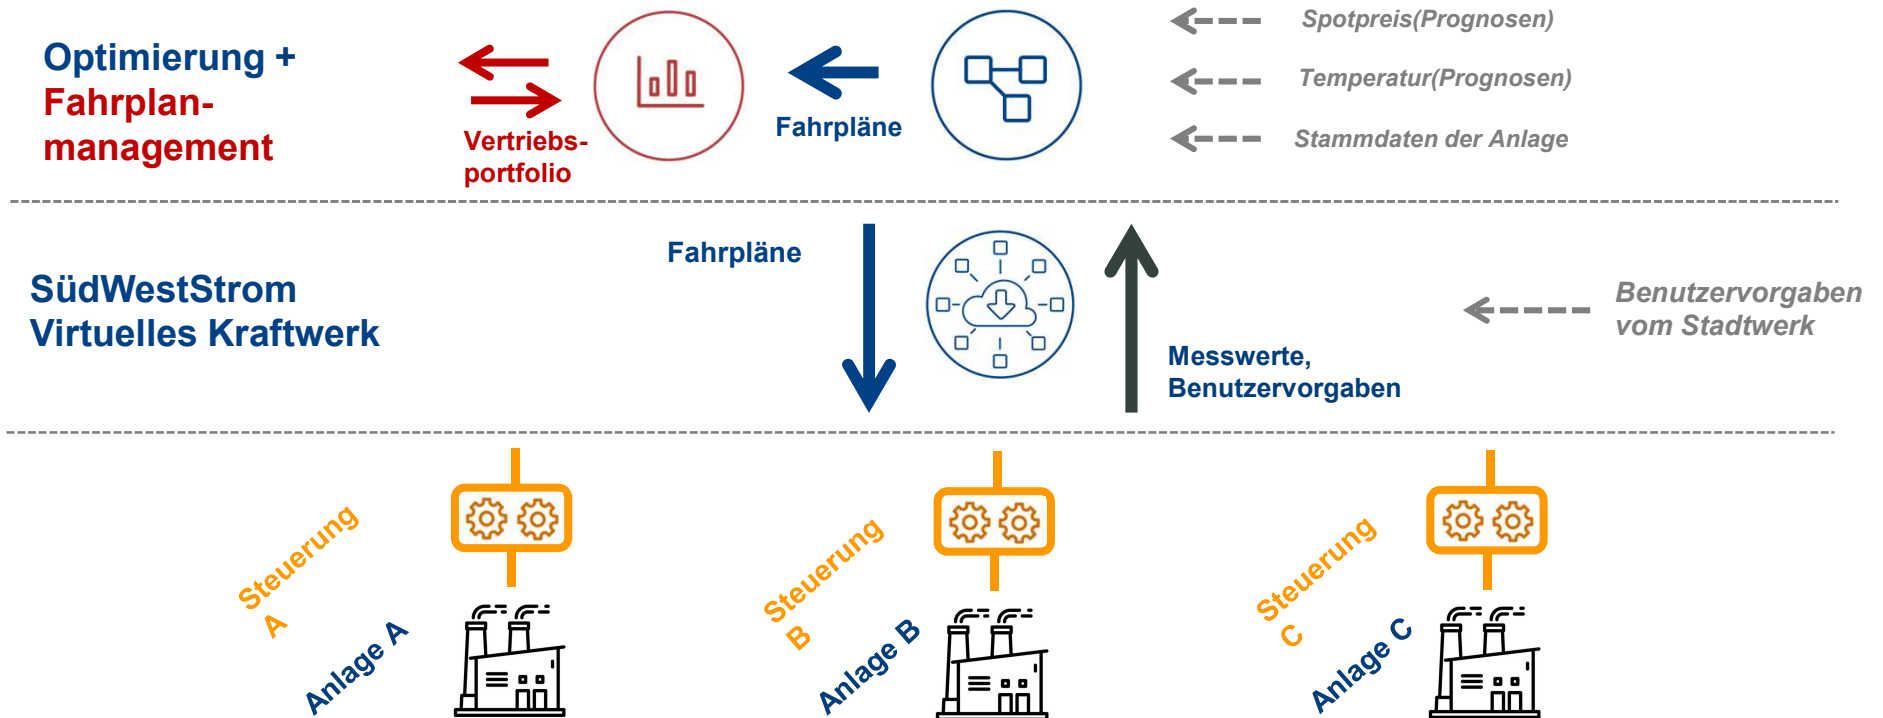 Optimierung +
Fahrplan-
management
Vertriebs-
portfolio
Fahrpläne
Spotpreis(Prognosen)
Temperatur(Prognosen)
Stammdaten der Anlage
SüdWestStrom
Virtuelles Kraftwerk
Fahrpläne
Messwerte,
Benutzervorgaben
Benutzervorgaben
vom Stadtwerk
Steuerung
A
Anlage A
Steuerung
B
Anlage B
Steuerung
C
Anlage C